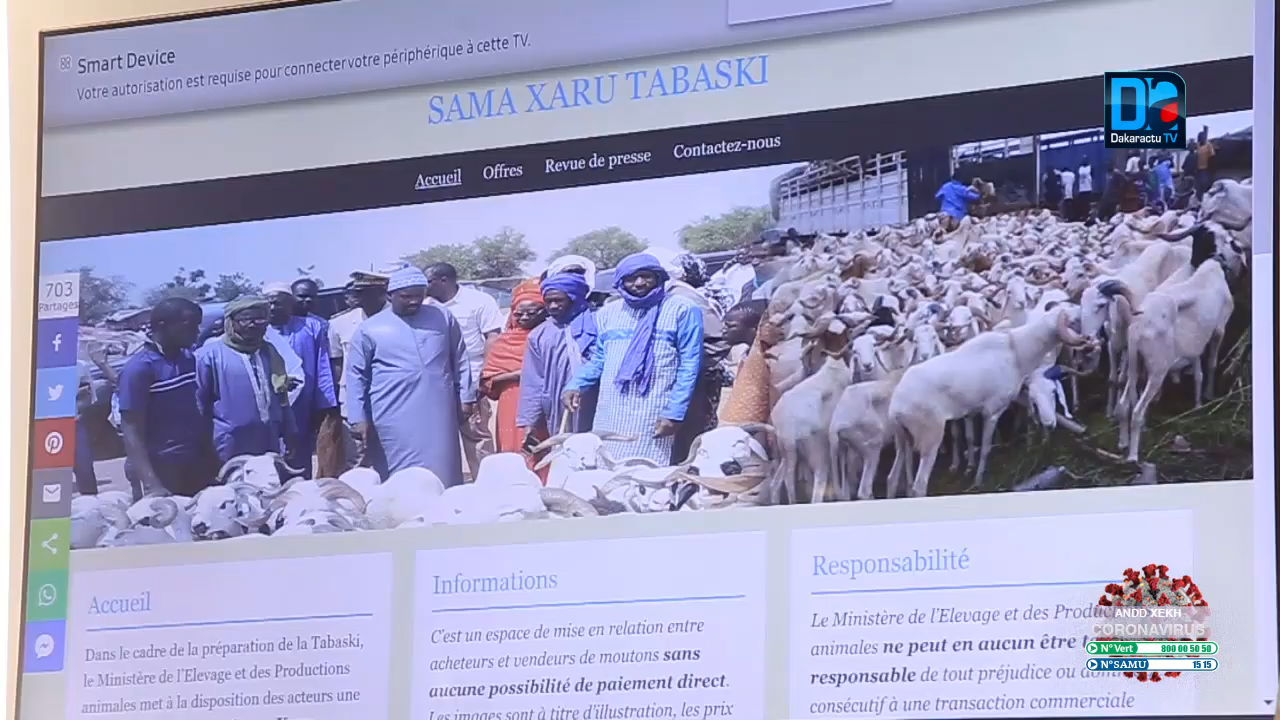 Smart Device
Votre autorisation est requise pour connecter votre périphérique à cette TV.
SAMA XARU TABASKI
Accueil Offres Revue de presse Contactez-nous
Dakaractu TV
703
Partages
Accueil
Dans le cadre de la préparation de la Tabaski,
le Ministère de l'Elevage et des Productions
animales met à la disposition des acteurs une
Informations
C'est un espace de mise en relation entre
acheteurs et vendeurs de moutons sans
aucune possibilité de paiement direct.
Les images sont à titre d'illustration, les prix
Responsabilité
Le Ministère de l'Elevage et des
animales ne peut en aucun être
responsable de tout préjudice ou
consécutif à une transaction commerciale
ANDD XEKH
CORONAVIRUS
N° Vert 800 00 50 50
N° SAMU 15 15